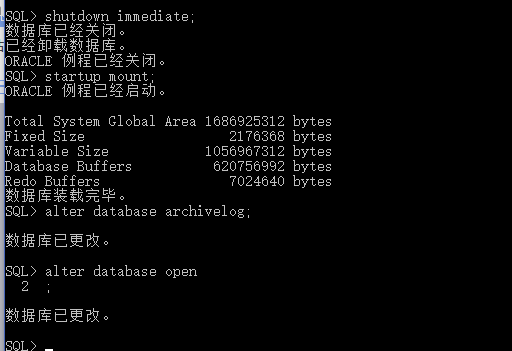 SQL> shutdown immediate;
数据库已经关闭。
已经卸载数据库。
ORACLE 例程已经关闭。
SQL> startup mount;
ORACLE 例程已经启动。
Total System Global Area 1686925312 bytes
Fixed Size                  2176368 bytes
Variable Size            1056967312 bytes
Database Buffers          620756992 bytes
Redo Buffers                7024640 bytes
数据库装载完毕。
SQL> alter database archivelog;
数据库已更改。
SQL> alter database open
  2  ;
数据库已更改。
SQL> _